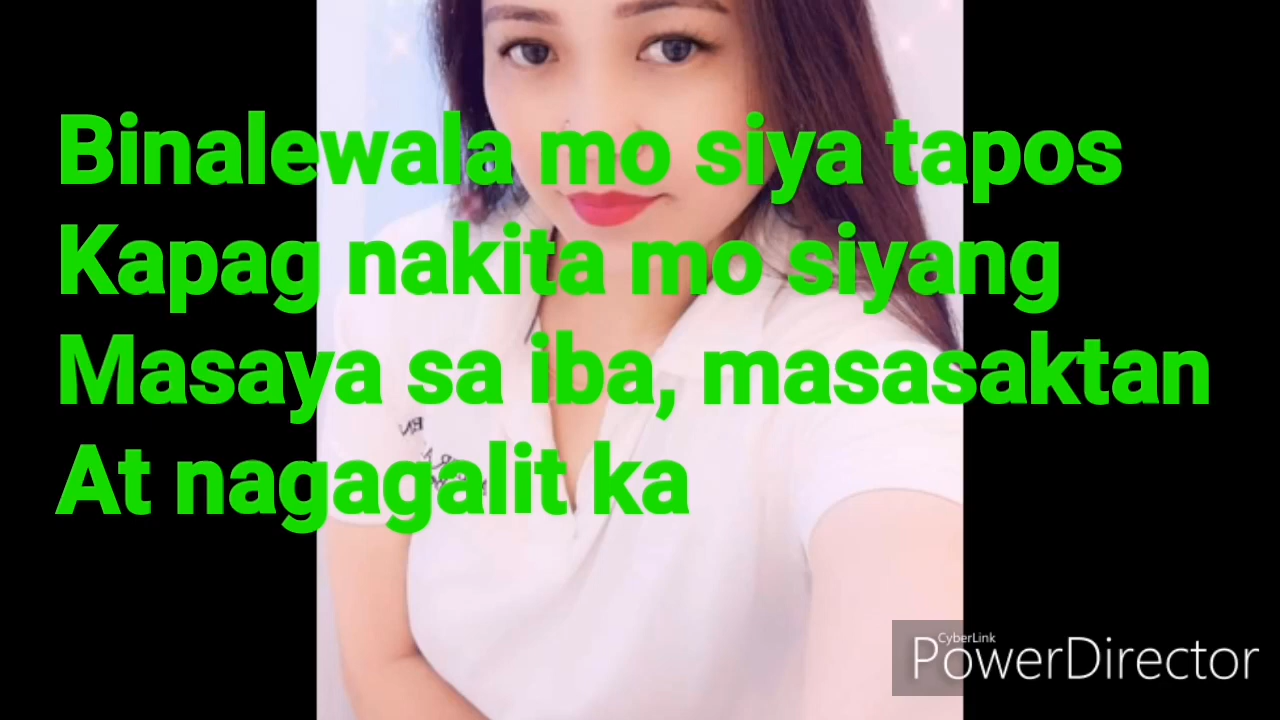 Binalewala mo siya tapos
Kapag nakita mo siyang
Masaya sa iba, masasaktan
At nagagalit ka
CyberLink
PowerDirector